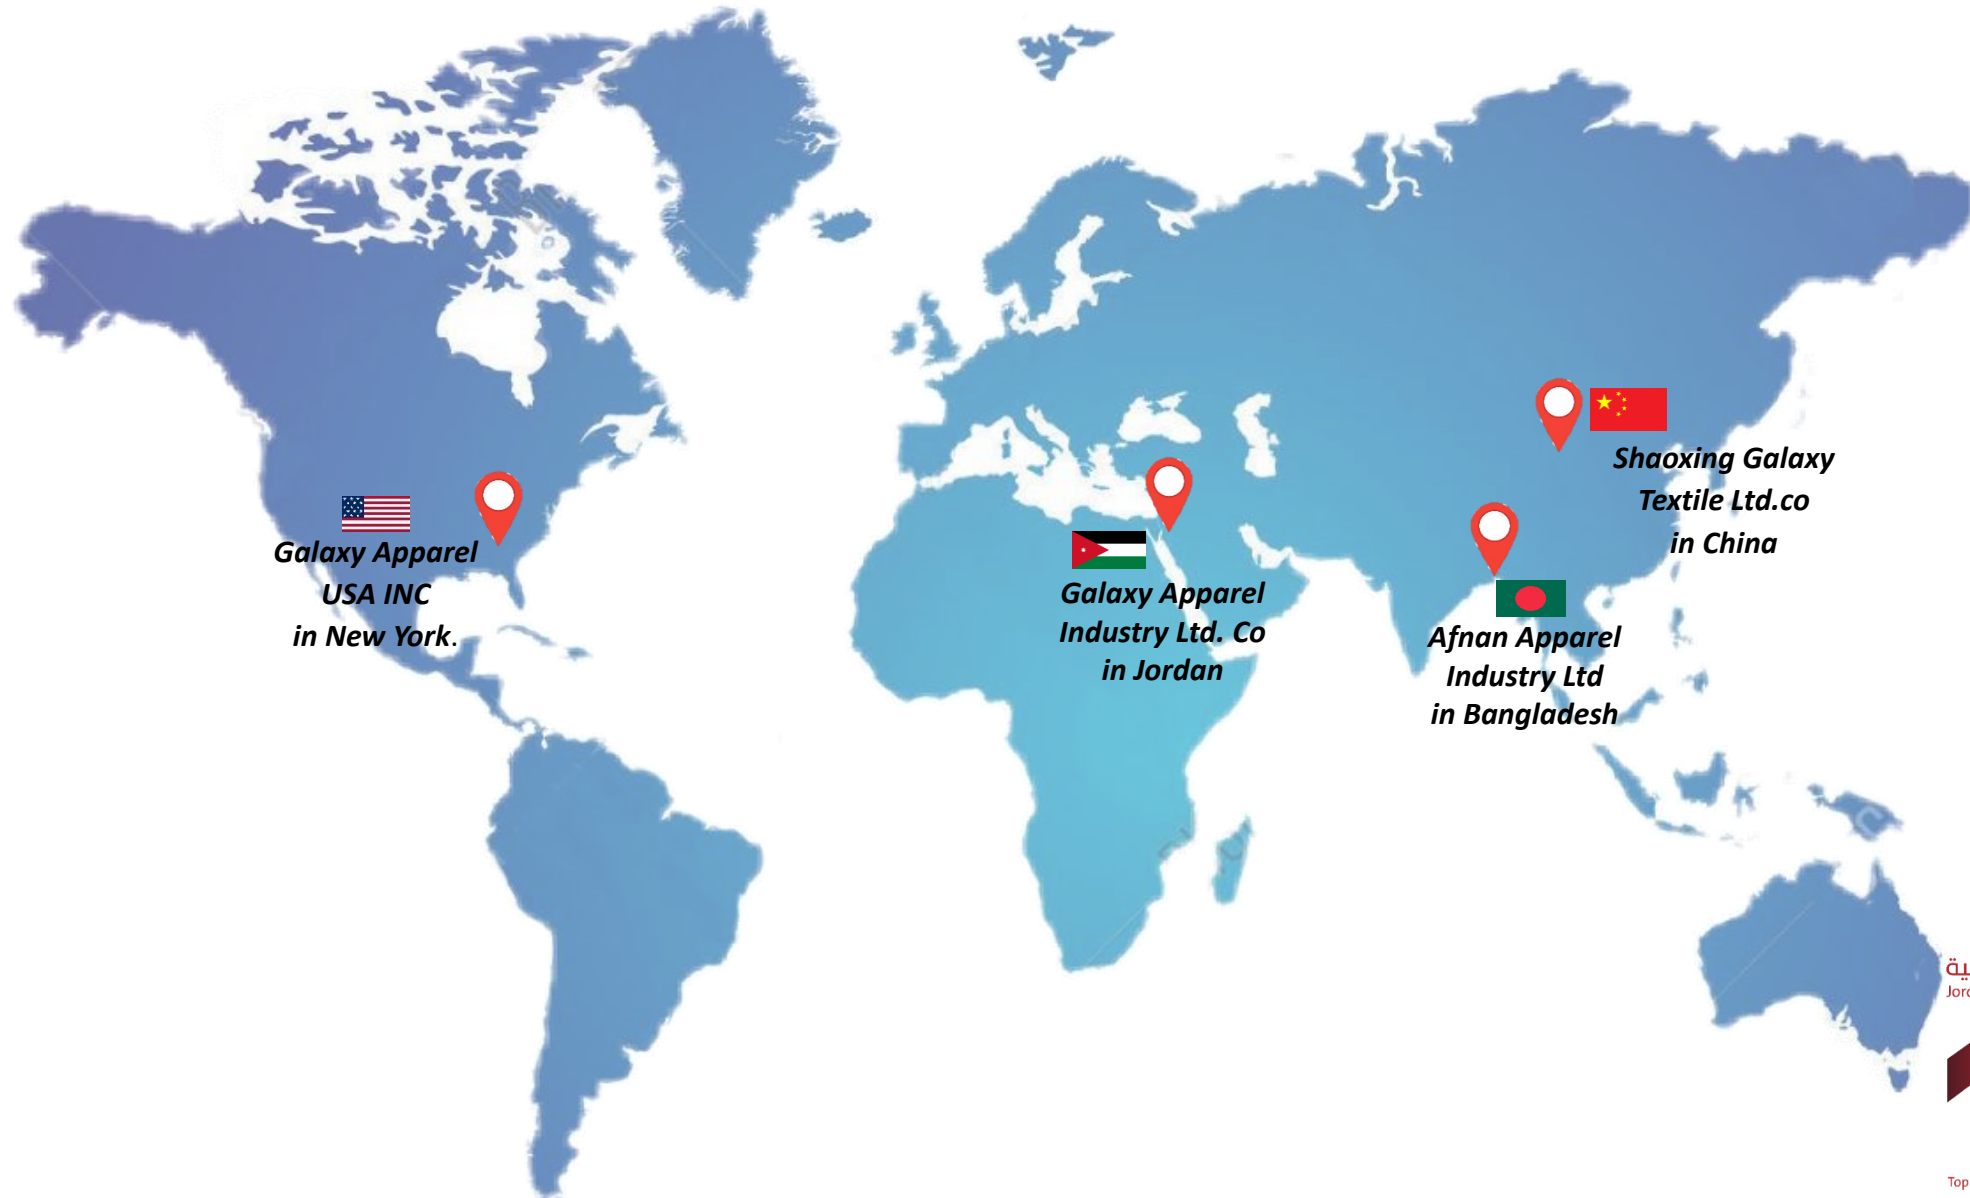 Galaxy Apparel
USA INC
in New York.
Galaxy Apparel
Industry Ltd. Co
in Jordan
Shaoxing Galaxy
Textile Ltd.co
in China
Afnan Apparel
Industry Ltd
in Bangladesh
Top